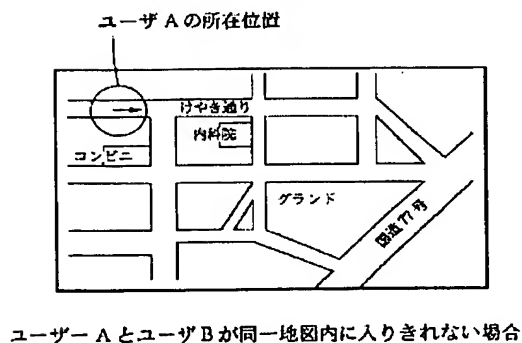 ユーザAの所在位置
けやき通り
内科院
コンビニ
グランド
国道77号
ユーザーAとユーザBが同一地図内に入りきれない場合